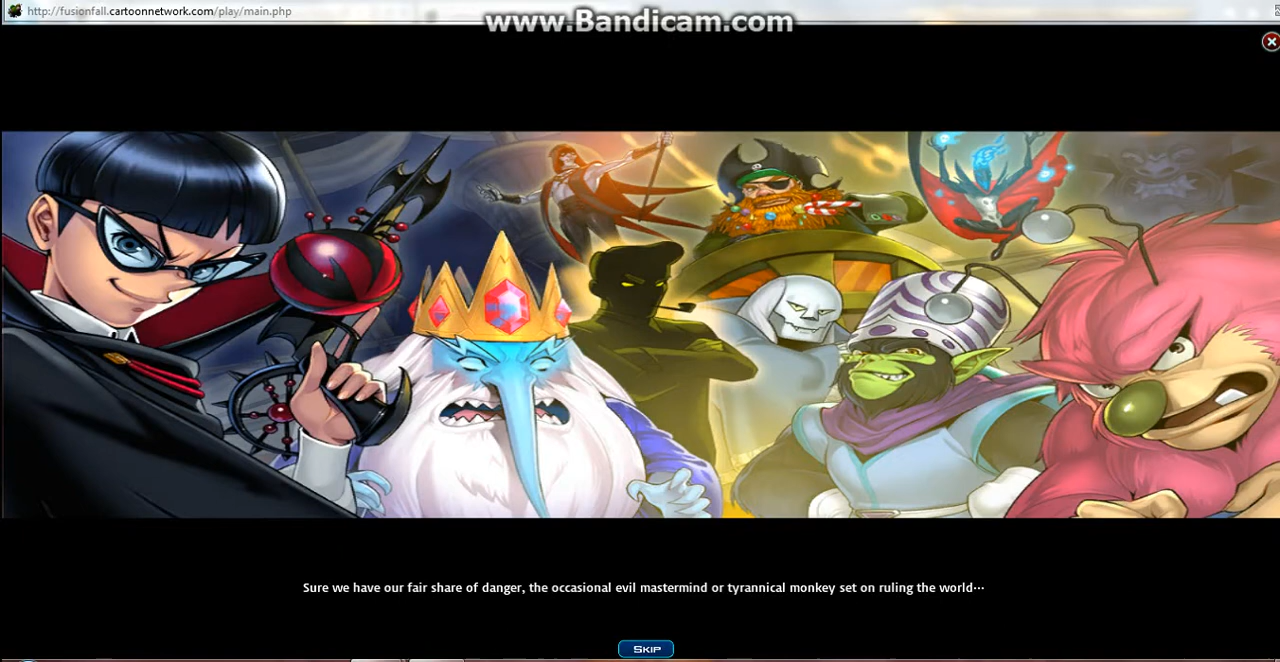 http://fusionfall.cartoonnetwork.com/play/main.php
www.Bandicam.com
Sure we have our fair share of danger, the occasional evil mastermind or tyrannical monkey set on ruling the world...
SKIP